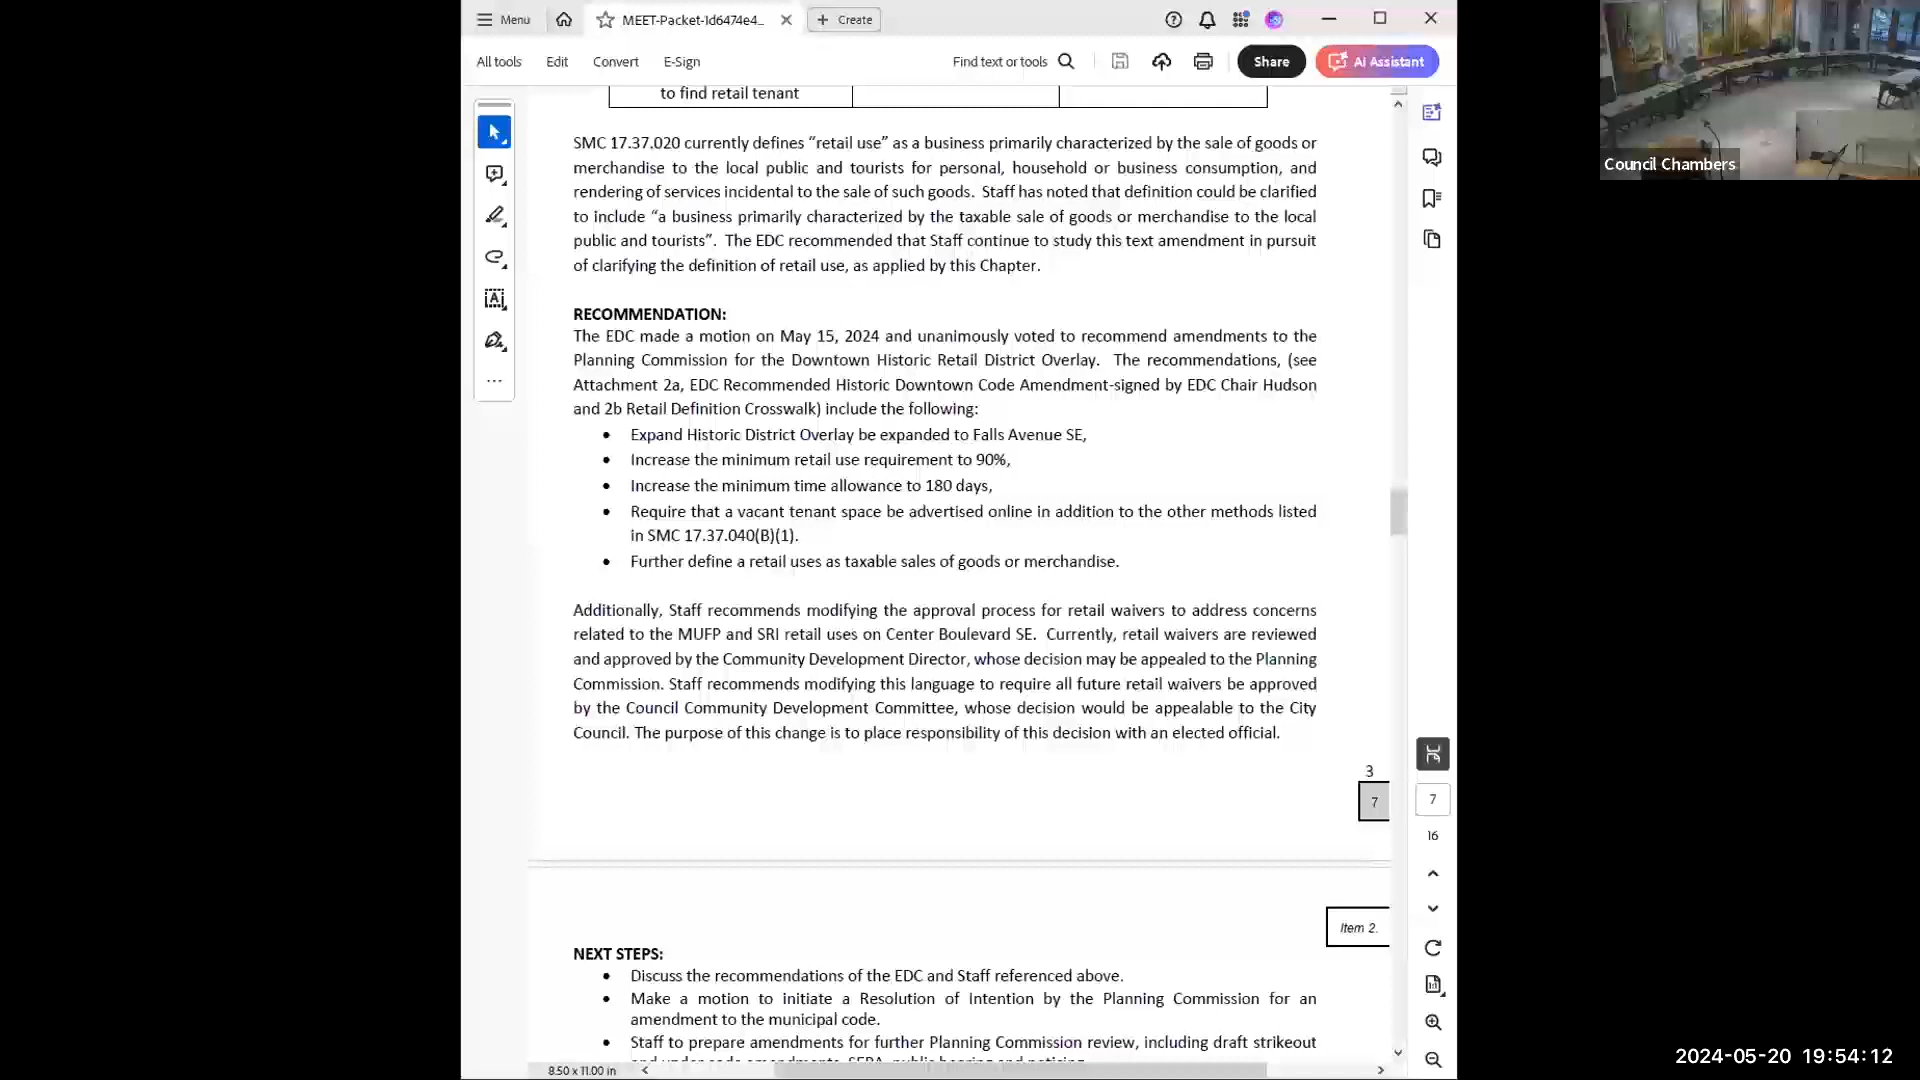 Menu
MEET-Packet-1d6474e4...
Create
All tools
Edit
Convert
E-Sign
Find text or tools
Share
AI Assistant
Council Chambers
to find retail tenant
SMC 17.37.020 currently defines “retail use” as a business primarily characterized by the sale of goods or
merchandise to the local public and tourists for personal, household or business consumption, and
rendering of services incidental to the sale of such goods. Staff has noted that definition could be clarified
to include “a business primarily characterized by the taxable sale of goods or merchandise to the local
public and tourists”. The EDC recommended that Staff continue to study this text amendment in pursuit
of clarifying the definition of retail use, as applied by this Chapter.
RECOMMENDATION:
The EDC made a motion on May 15, 2024 and unanimously voted to recommend amendments to the
Planning Commission for the Downtown Historic Retail District Overlay. The recommendations, (see
Attachment 2a, EDC Recommended Historic Downtown Code Amendment-signed by EDC Chair Hudson
and 2b Retail Definition Crosswalk) include the following:
• Expand Historic District Overlay be expanded to Falls Avenue SE,
• Increase the minimum retail use requirement to 90%,
• Increase the minimum time allowance to 180 days,
• Require that a vacant tenant space be advertised online in addition to the other methods listed
in SMC 17.37.040(B)(1).
• Further define a retail uses as taxable sales of goods or merchandise.
Additionally, Staff recommends modifying the approval process for retail waivers to address concerns
related to the MUFP and SRI retail uses on Center Boulevard SE. Currently, retail waivers are reviewed
and approved by the Community Development Director, whose decision may be appealed to the Planning
Commission. Staff recommends modifying this language to require all future retail waivers be approved
by the Council Community Development Committee, whose decision would be appealable to the City
Council. The purpose of this change is to place responsibility of this decision with an elected official.
3
7
7
16
Item 2.
NEXT STEPS:
• Discuss the recommendations of the EDC and Staff referenced above.
• Make a motion to initiate a Resolution of Intention by the Planning Commission for an
amendment to the municipal code.
• Staff to prepare amendments for further Planning Commission review, including draft strikeout
8.50 x 11.00 in
2024-05-20 19:54:12